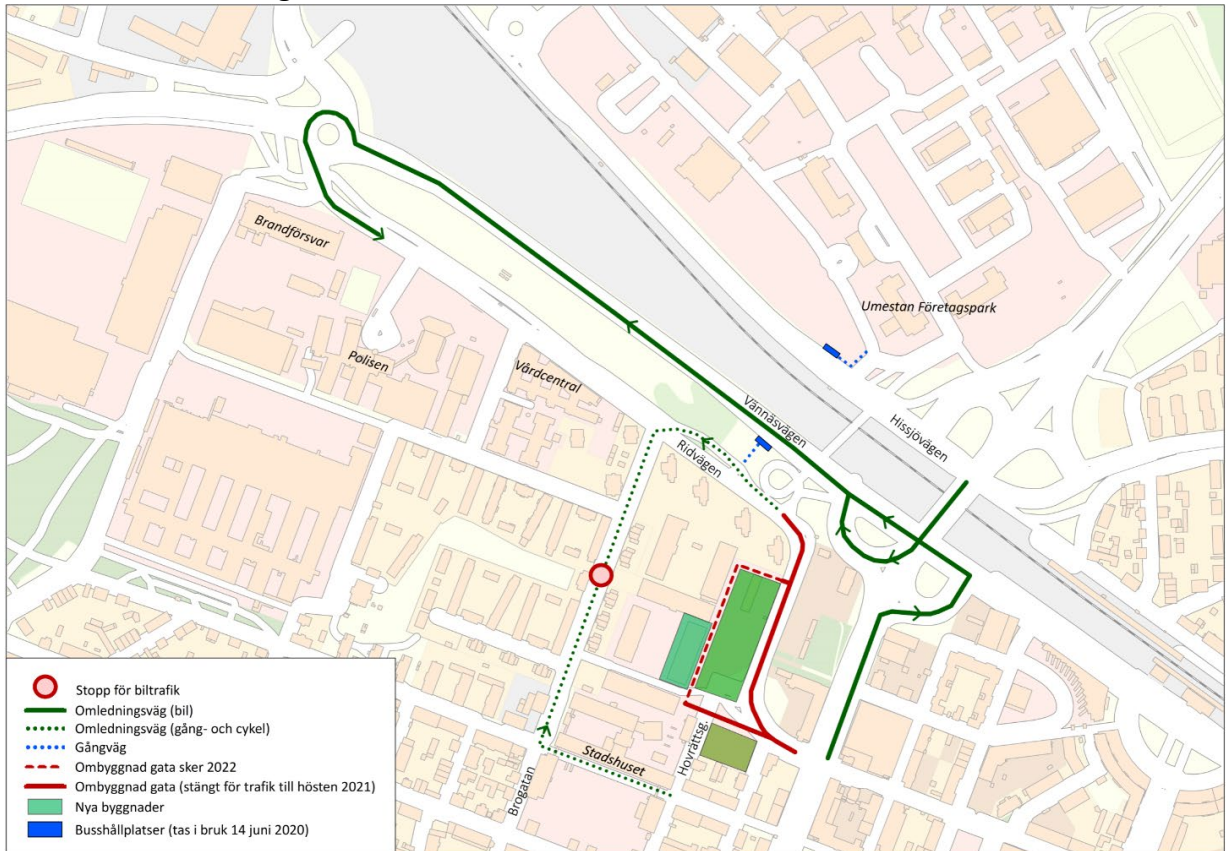 Brandförsvar
Umestan Företagspark
Polisen
Vårdcentral
Vännäsvägen
Hissjövägen
Ridvägen
Hovrättsg.
Stadshuset
Brogatan
Stopp för biltrafik
Omledningsväg (bil)
Omledningsväg (gång- och cykel)
Gångväg
Ombyggnad gata sker 2022
Ombyggnad gata (stängt för trafik till hösten 2021)
Nya byggnader
Busshållplatser (tas i bruk 14 juni 2020)